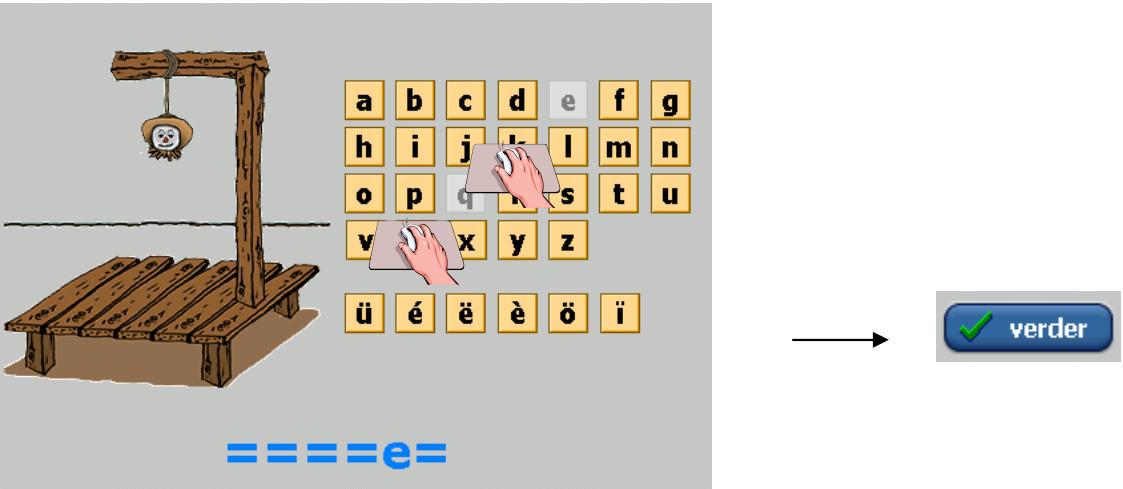 a b c d e f g
h i j k l m n
o p q s t u
v x y z
ü é ë è ö ï
verder
====e=